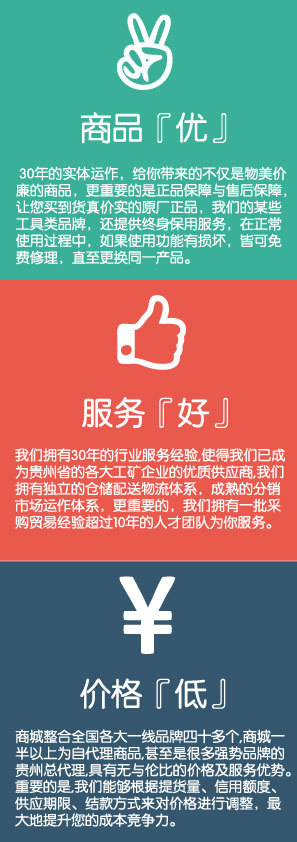 商品『优』
30年的实体运作，给你带来的不仅是物美价
廉的商品，更重要的是正品保障与售后保障,
让您买到货真价实的原厂正品，我们的某些
工具类品牌，还提供终身保用服务，在正常
使用过程中，如果使用功能有损坏，皆可免
费修理，直至更换同一产品。
服务『好』
我们拥有30年的行业服务经验,使得我们已成
为贵州省的各大工矿企业的优质供应商,我们
拥有独立的仓储配送物流体系，成熟的分销
市场运作体系，更重要的，我们拥有一批采
购贸易经验超过10年的人才团队为你服务。
¥
价格『低』
商城整合全国各大一线品牌四十多个,商城一
半以上为自代理商品,甚至是很多强势品牌的
贵州总代理,具有无与伦比的价格及服务优势。
重要的是,我们能够根据提货量、信用额度、
供应期限、结款方式来对价格进行调整，最
大地提升您的成本竞争力。